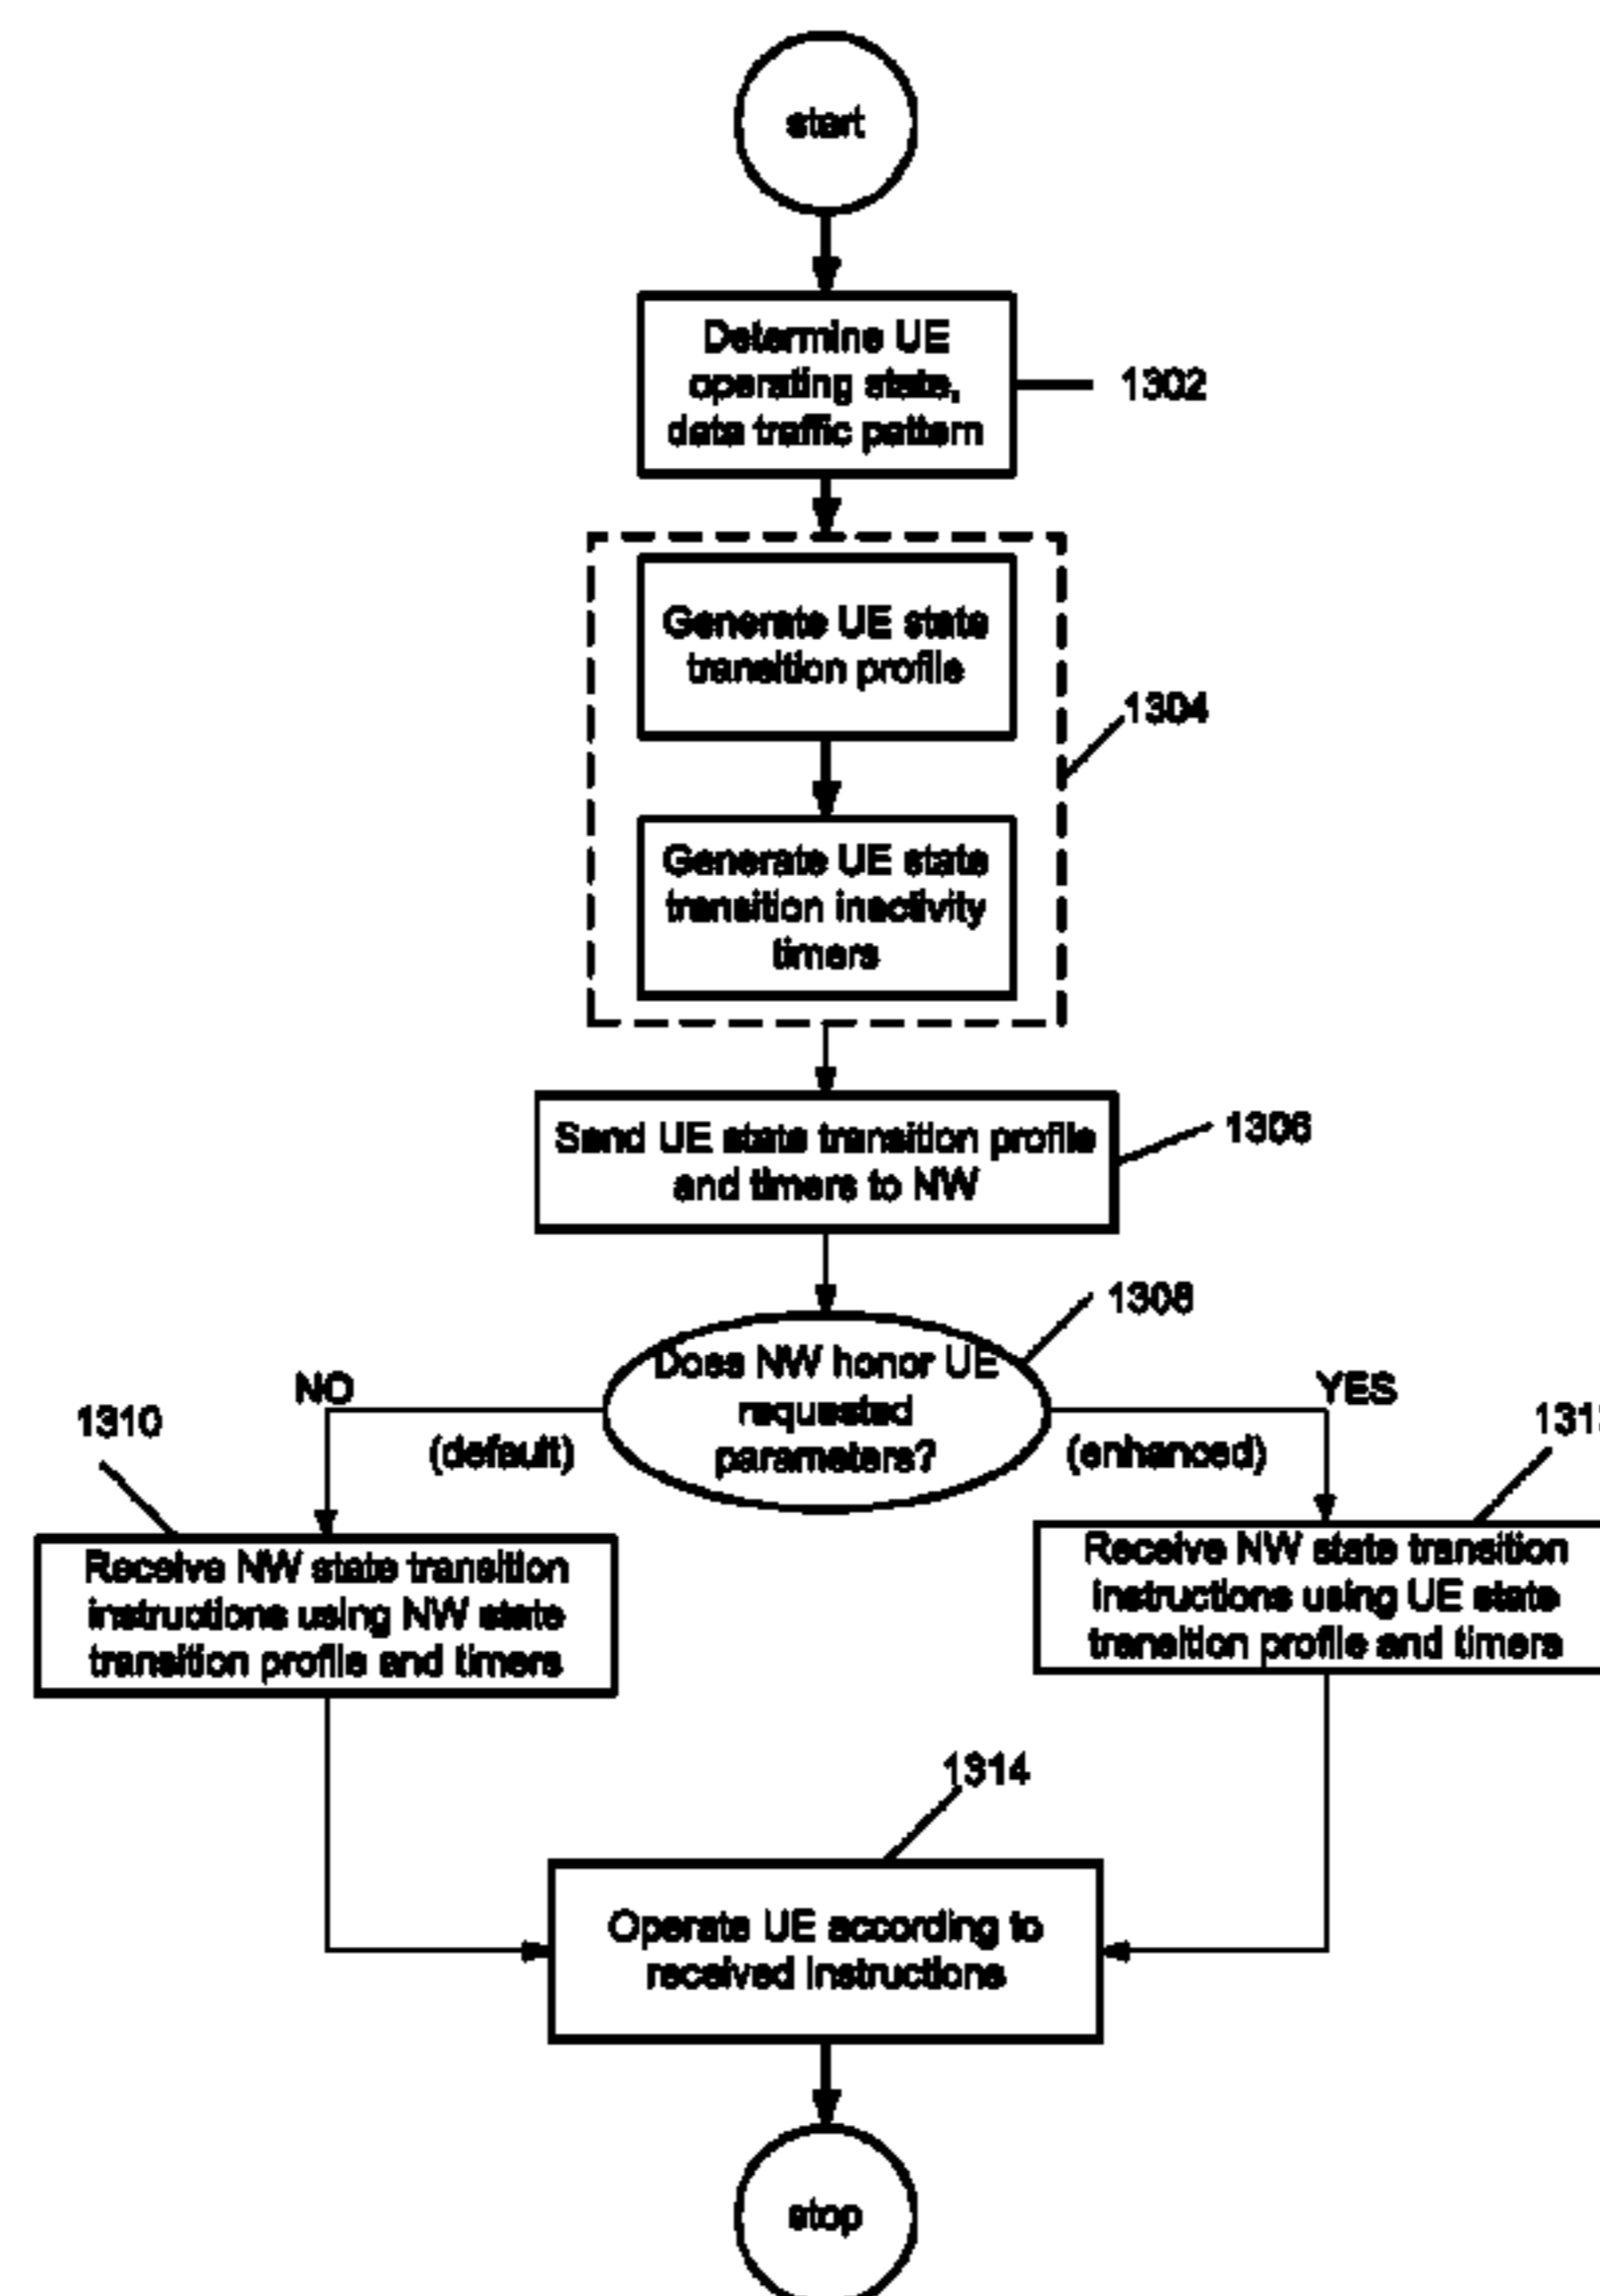 start
Determine UE
operating state,
data traffic pattern
1302
Generate UE state
transition profile
1304
Generate UE state
transition inactivity
timers
Send UE state transition profile
and timers to NW
1306
1308
Does NW honor UE
requested
parameters?
NO
(default)
YES
(enhanced)
1310
Receive NW state transition
instructions using NW state
transition profile and timers
Receive NW state transition
instructions using UE state
transition profile and timers
1314
Operate UE according to
received instructions
stop